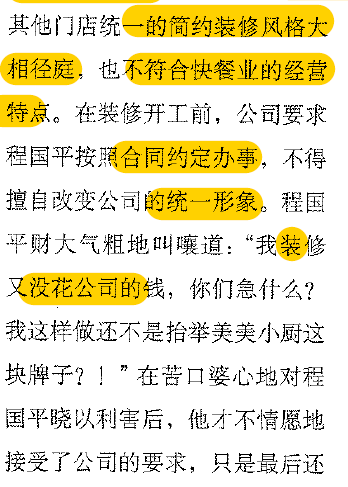 其他门店统一的简约装修风格大
相径庭，也不符合快餐业的经营
特点。在装修开工前，公司要求
程国平按照合同约定办事，不得
擅自改变公司的统一形象。程国
平财大气粗地叫嚷道：“我装修
又没花公司的钱，你们急什么？
我这样做还不是抬举美美小厨这
块牌子？！”在苦口婆心地对程
国平晓以利害后，他才不情愿地
接受了公司的要求，只是最后还